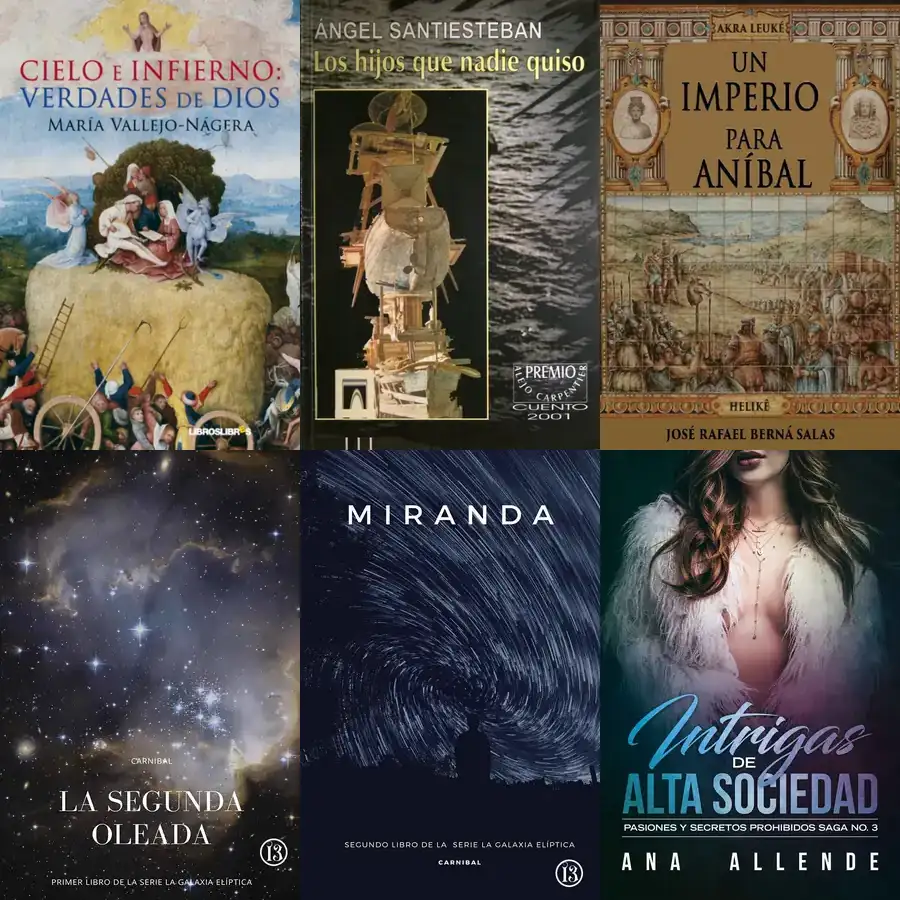 CIELO E INFIERNO:
VERDADES DE DIOS
MARÍA VALLEJO-NÁGERA
LIBROSLIBRES
ÁNGEL SANTIESTEBAN
Los hijos que nadie quiso
PREMIO
ALEJO CARPENTIER
CUENTO
2001
AKRA LEUKÉ
UN
IMPERIO
PARA
ANÍBAL
HELIKÊ
JOSÉ RAFAEL BERNÁ SALAS
CARNIBAL
LA SEGUNDA
OLEADA
13
PRIMER LIBRO DE LA SERIE LA GALAXIA ELÍPTICA
MIRANDA
SEGUNDO LIBRO DE LA SERIE LA GALAXIA ELÍPTICA
CARNIBAL
13
Intrigas
DE
ALTA SOCIEDAD
PASIONES Y SECRETOS PROHIBIDOS SAGA NO. 3
ANA ALLENDE